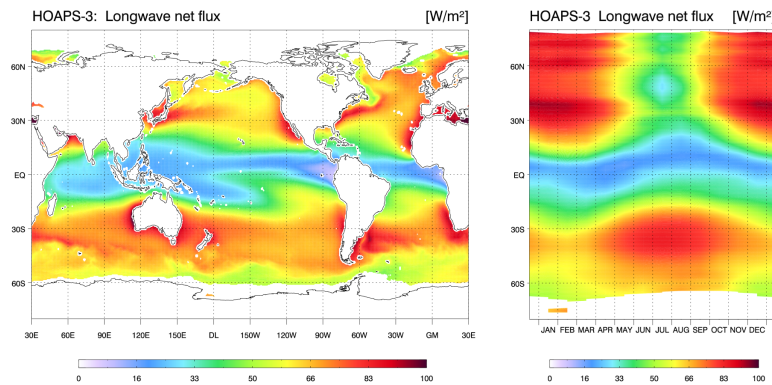 HOAPS-3: Longwave net flux [W/m²]
60N
30N
EQ
30S
60S
30E 60E 90E 120E 150E DL 150W 120W 90W 60W 30W GM 30E
0 16 33 50 66 83 100
HOAPS-3 Longwave net flux [W/m²]
60N
30N
EQ
30S
60S
JAN FEB MAR APR MAY JUN JUL AUG SEP OCT NOV DEC
0 16 33 50 66 83 100